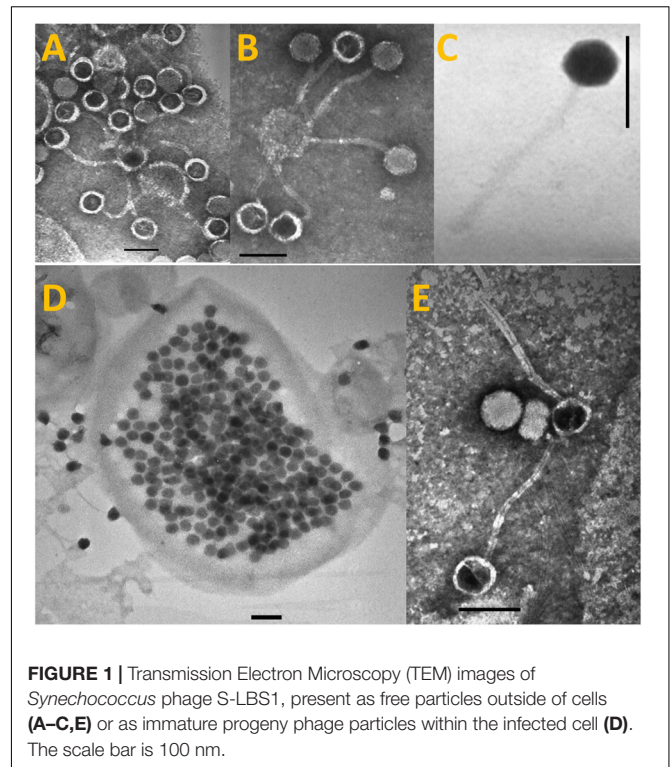 A B C
D E
FIGURE 1 | Transmission Electron Microscopy (TEM) images of
Synechococcus phage S-LBS1, present as free particles outside of cells
(A–C,E) or as immature progeny phage particles within the infected cell (D).
The scale bar is 100 nm.